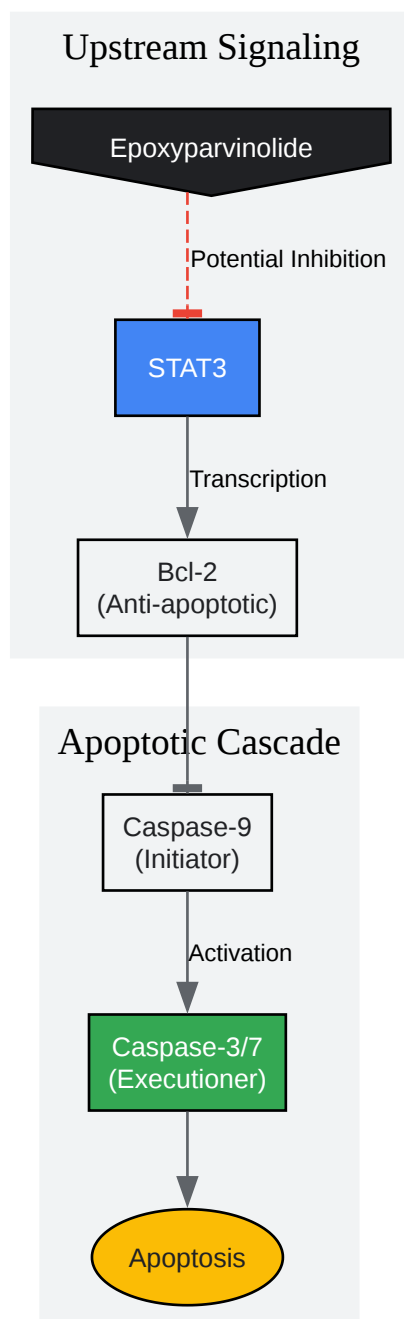 Upstream Signaling
Epoxyparvinolide
Potential Inhibition
STAT3
Transcription
Bcl-2
(Anti-apoptotic)
Apoptotic Cascade
Caspase-9
(Initiator)
Activation
Caspase-3/7
(Executioner)
Apoptosis